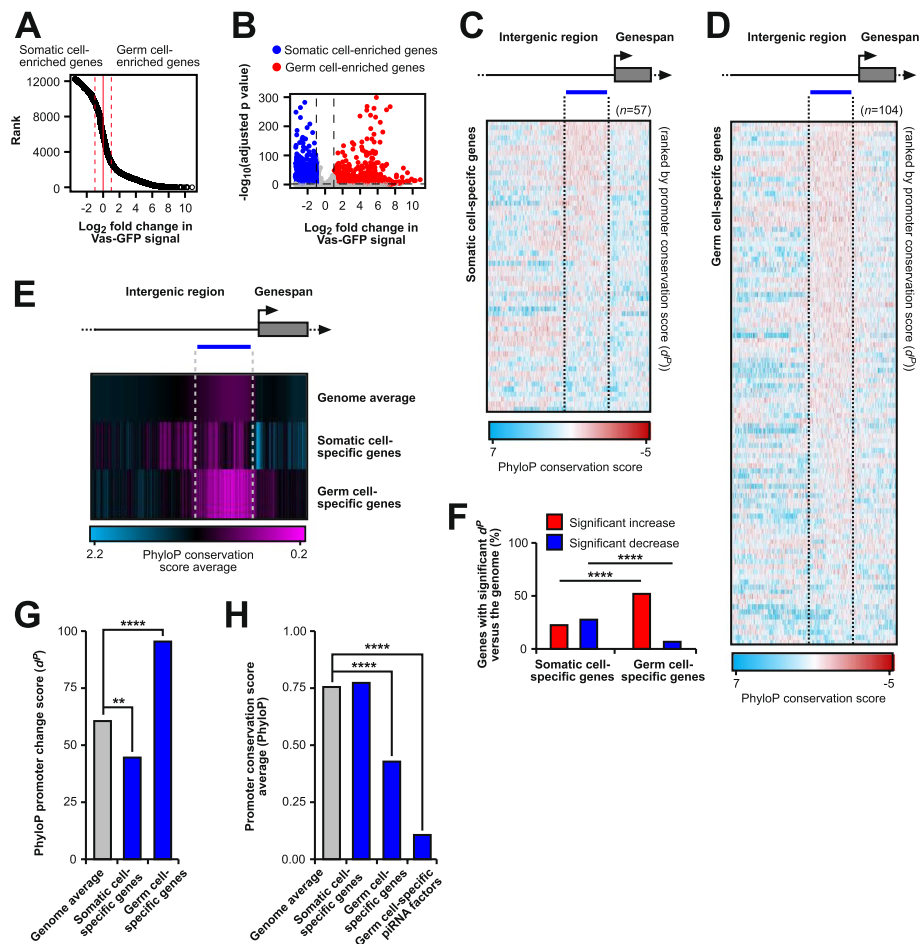 A
Somatic cell-
enriched genes
Germ cell-
enriched genes
Rank
12000
8000
4000
0
-2 0 2 4 6 8 10
Log2 fold change in
Vas-GFP signal
B
Somatic cell-enriched genes
Germ cell-enriched genes
-log10(adjusted p value)
300
200
100
50
0
-2 0 2 4 6 8 10
Log2 fold change in
Vas-GFP signal
C
Intergenic region
Genespan
(n=57)
Somatic cell-specifc genes
(ranked by promoter conservation score (dP))
7
-5
PhyloP conservation score
D
Intergenic region
Genespan
(n=104)
Germ cell-specifc genes
(ranked by promoter conservation score (dP))
7
-5
PhyloP conservation score
E
Intergenic region
Genespan
Genome average
Somatic cell-
specific genes
Germ cell-
specific genes
2.2
0.2
PhyloP conservation
score average
F
Significant increase
Significant decrease
Genes with significant dP
versus the genome (%)
100
50
0
****
****
Somatic cell-
specific genes
Germ cell-
specific genes
G
PhyloP promoter change score (dP)
100
75
50
25
0
****
**
Genome average
Somatic cell-
specific genes
Germ cell-
specific genes
H
Promoter conservation score
average (PhyloP)
1.00
0.75
0.50
0.25
0.00
****
****
Genome average
Somatic cell-
specific genes
Germ cell-
specific genes
Germ cell-specific
piRNA factors